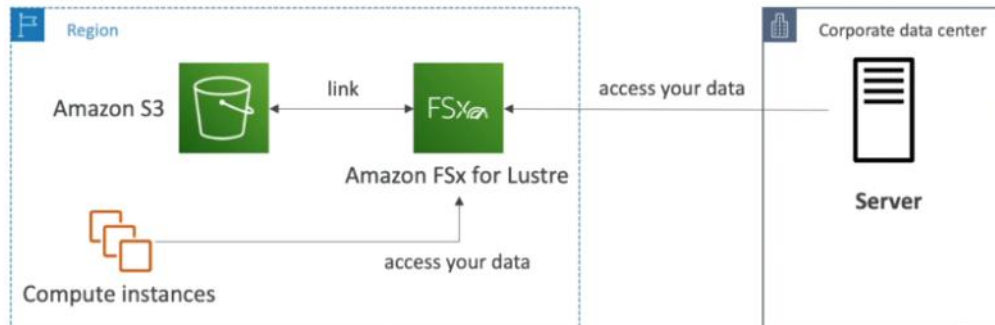 Region
Corporate data center
Amazon S3
link
FSx
access your data
Amazon FSx for Lustre
Server
access your data
Compute instances